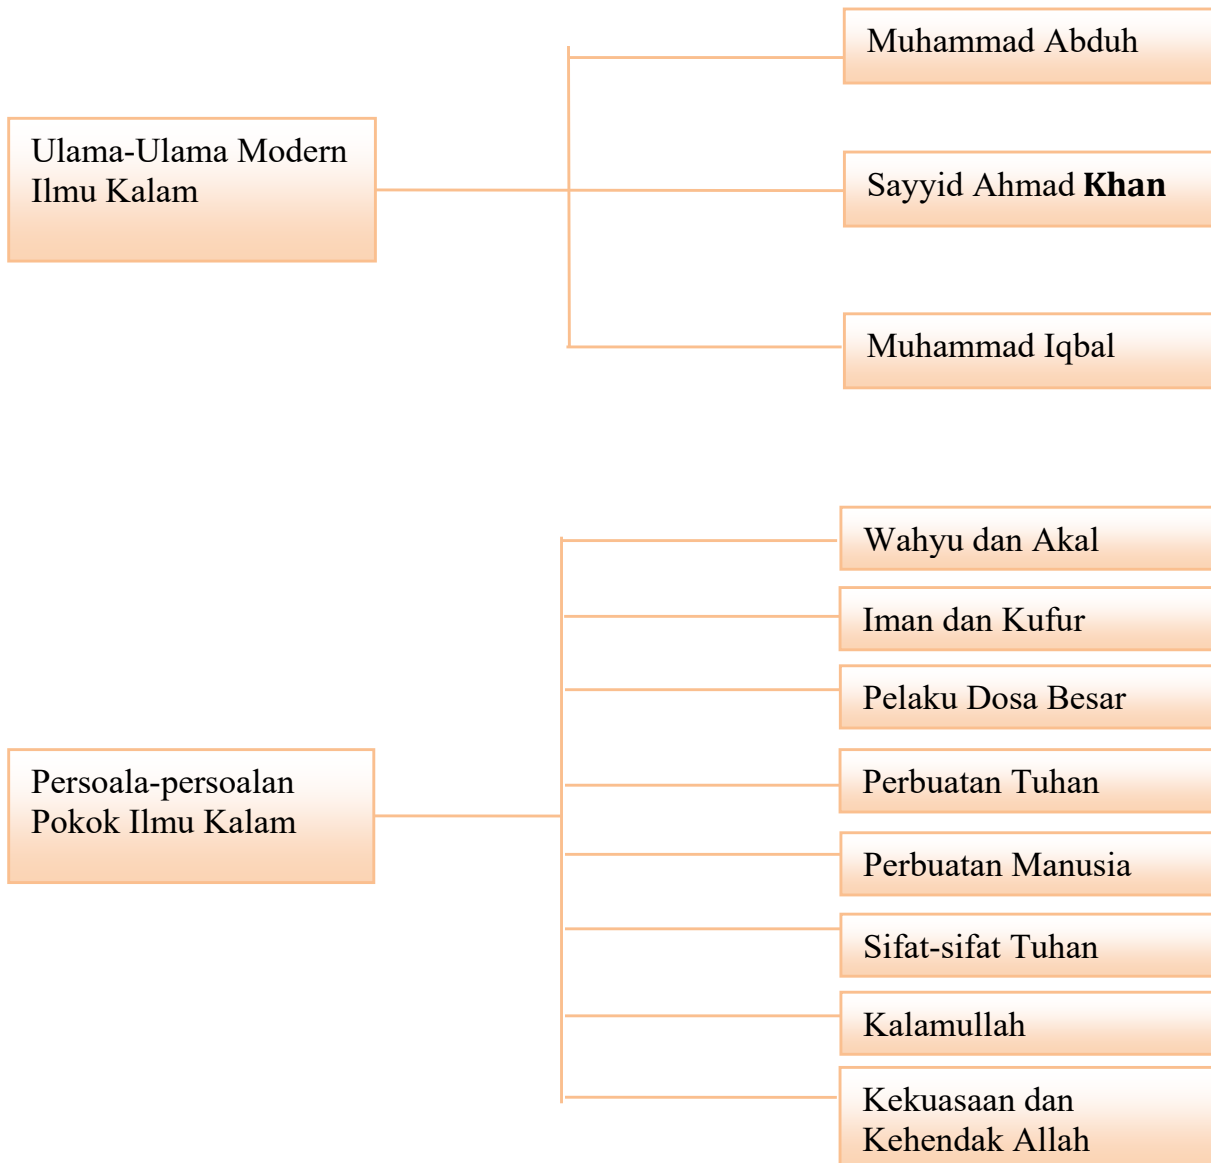 Ulama-Ulama Modern
Ilmu Kalam
Muhammad Abduh
Sayyid Ahmad Khan
Muhammad Iqbal
Persoala-persoalan
Pokok Ilmu Kalam
Wahyu dan Akal
Iman dan Kufur
Pelaku Dosa Besar
Perbuatan Tuhan
Perbuatan Manusia
Sifat-sifat Tuhan
Kalamullah
Kekuasaan dan
Kehendak Allah